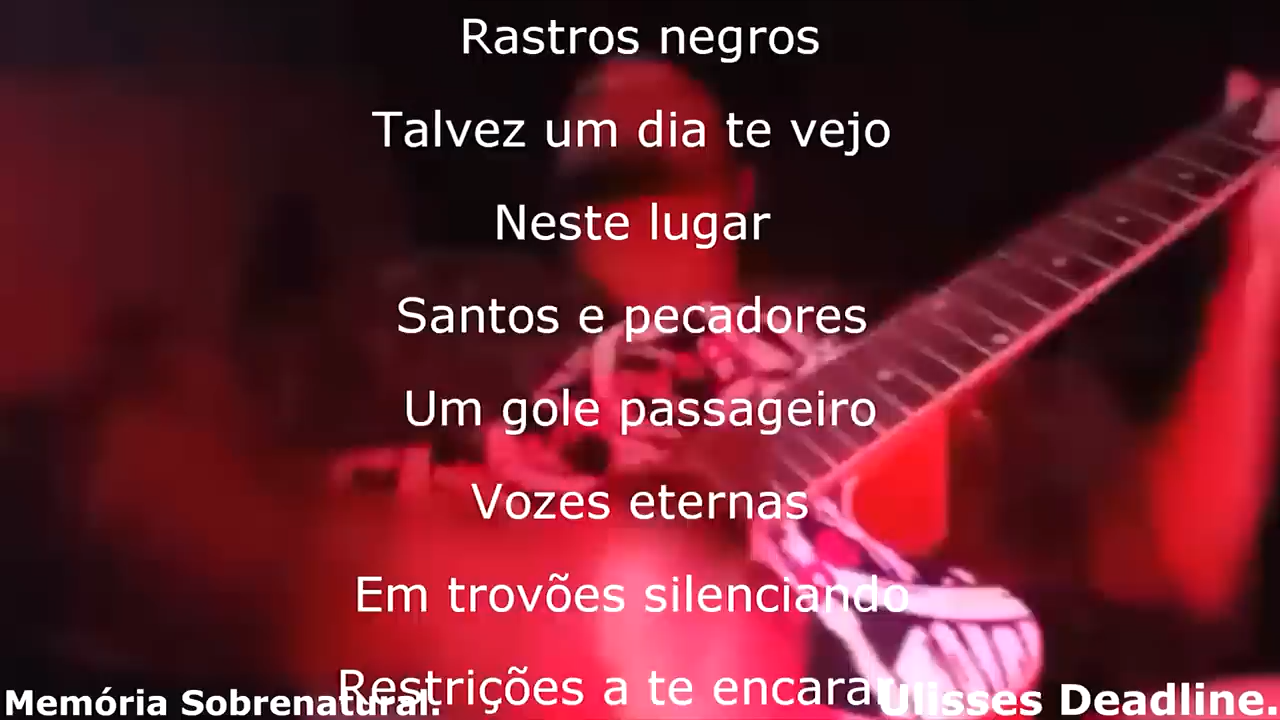 Rastros negros
Talvez um dia te vejo
Neste lugar
Santos e pecadores
Um gole passageiro
Vozes eternas
Em trovões silenciando
Restrições a te encarar
Memória Sobrenatural.
Ulisses Deadline.